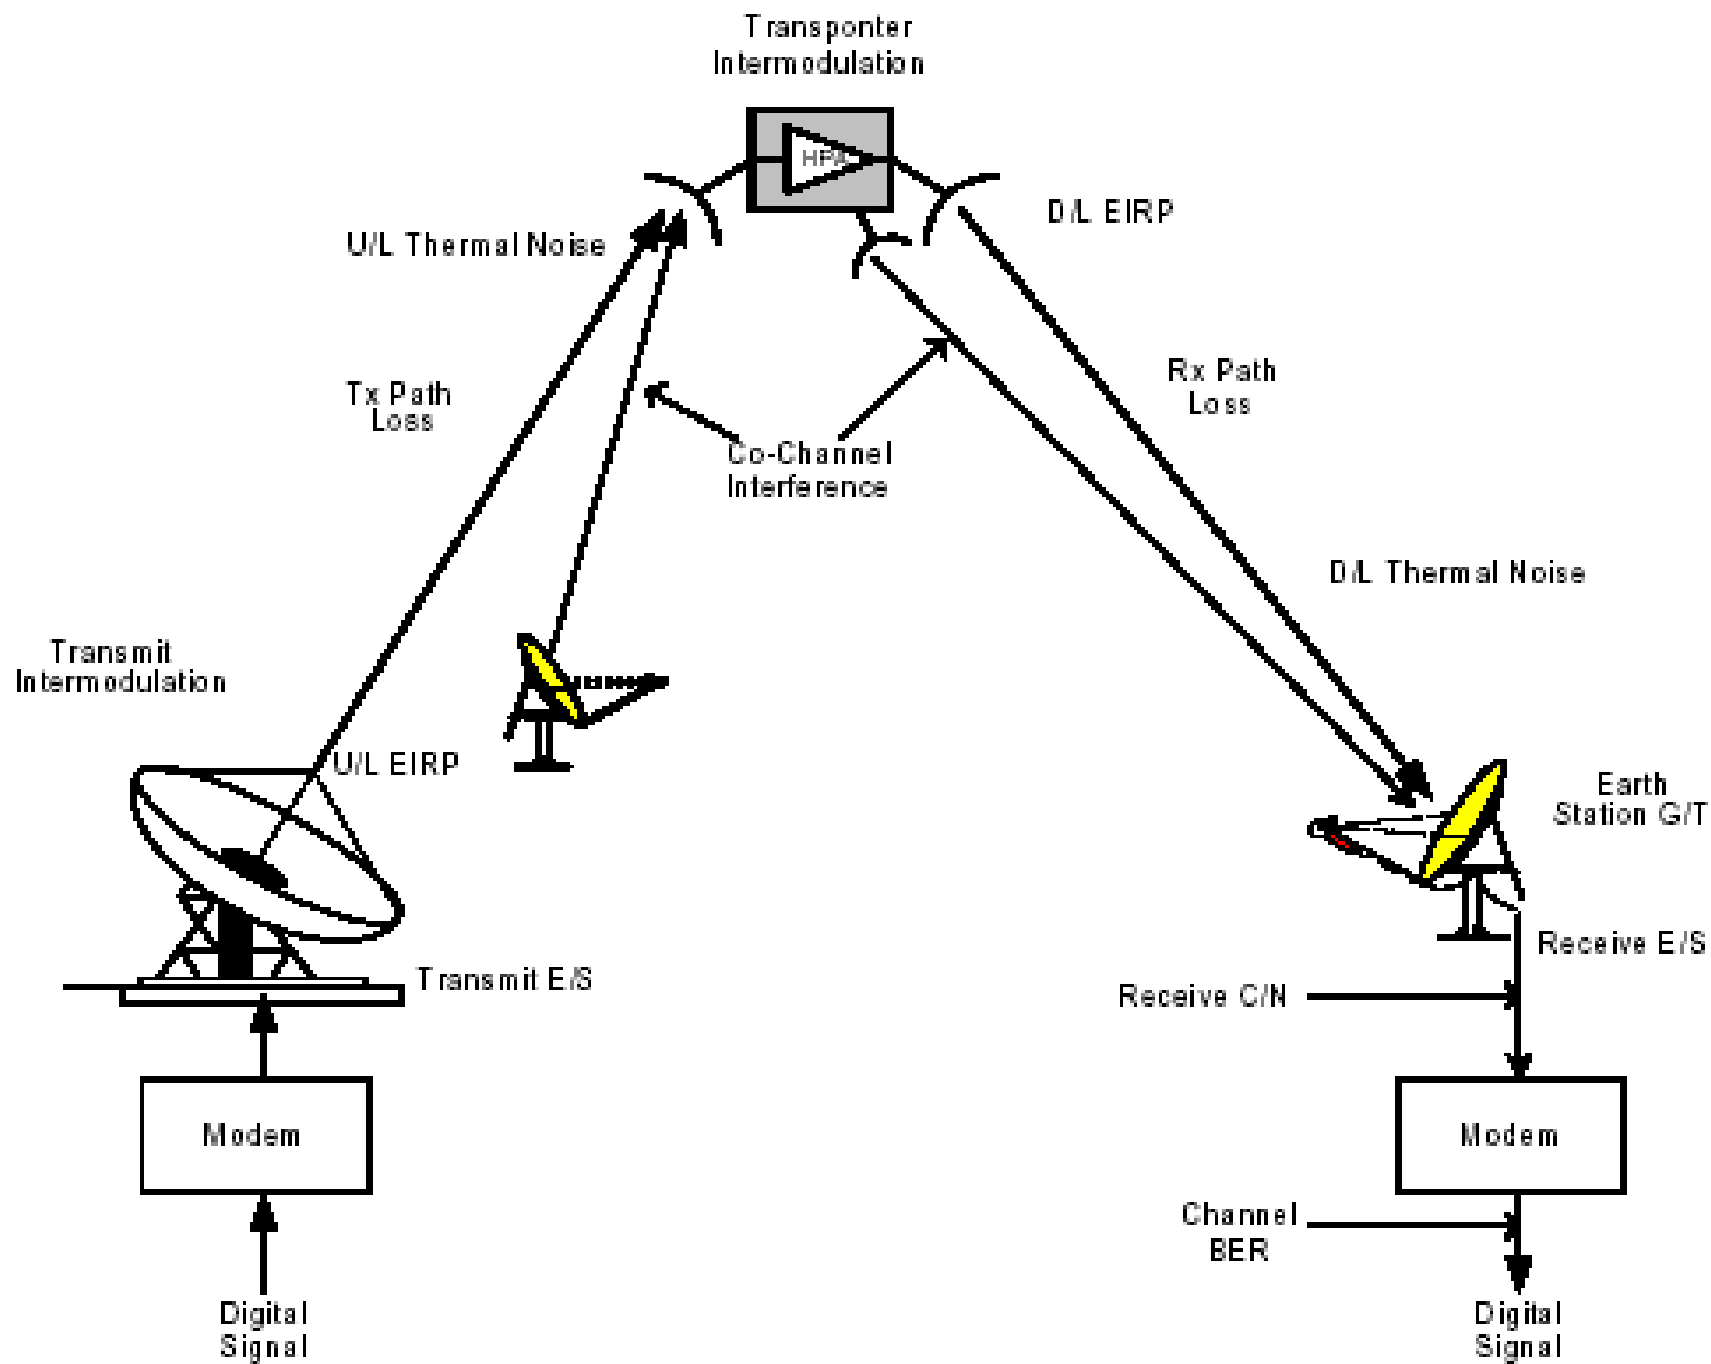 Transponter
Intermodulation
HPA
D/L EIRP
U/L Thermal Noise
Rx Path
Loss
Tx Path
Loss
Co-Channel
Interference
D/L Thermal Noise
Transmit
Intermodulation
U/L EIRP
Earth
Station G/T
Receive E/S
Transmit E/S
Receive C/N
Modem
Modem
Channel
BER
Digital
Signal
Digital
Signal